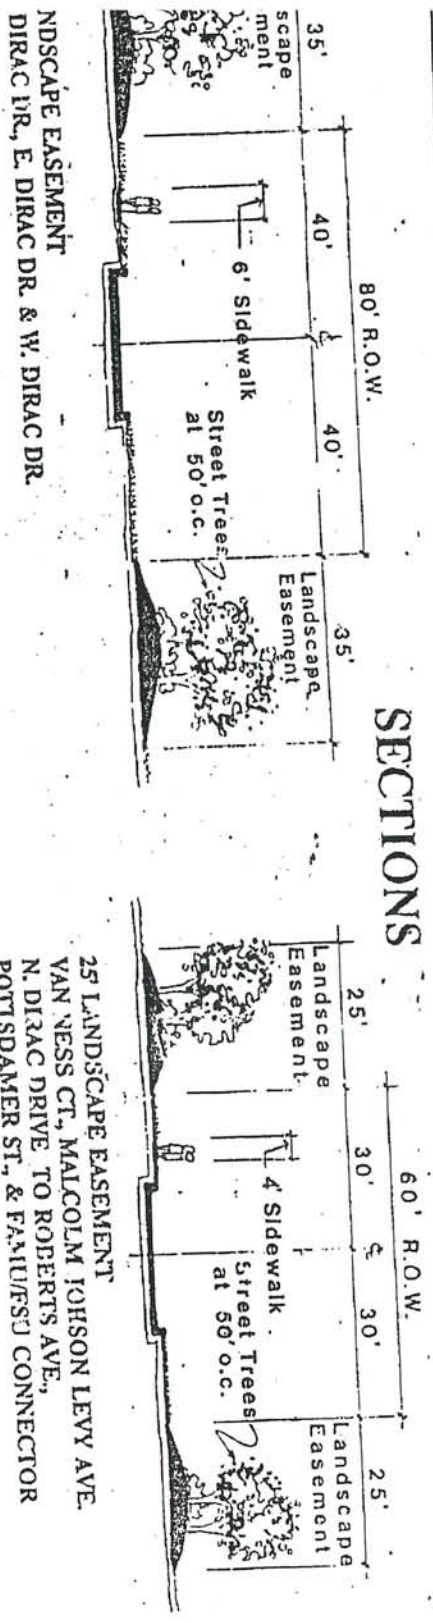 SECTIONS
35'
scape
ment
80' R.O.W.
40'
40'
6' Sidewalk
Street Trees
at 50' o.c.
35'
Landscape
Easement
NDSCAPE EASEMENT
DIRAC DR., E. DIRAC DR. & W. DIRAC DR.
25'
Landscape
Easement
60' R.O.W.
30'
℄
30'
4' Sidewalk
Street Trees
at 50' o.c.
25'
Landscape
Easement
25' LANDSCAPE EASEMENT
VAN NESS CT., MALCOLM JOHSON LEVY AVE.
N. DIRAC DRIVE TO ROBERTS AVE.,
POTTSDAMER ST., & FAMU/FSU CONNECTOR